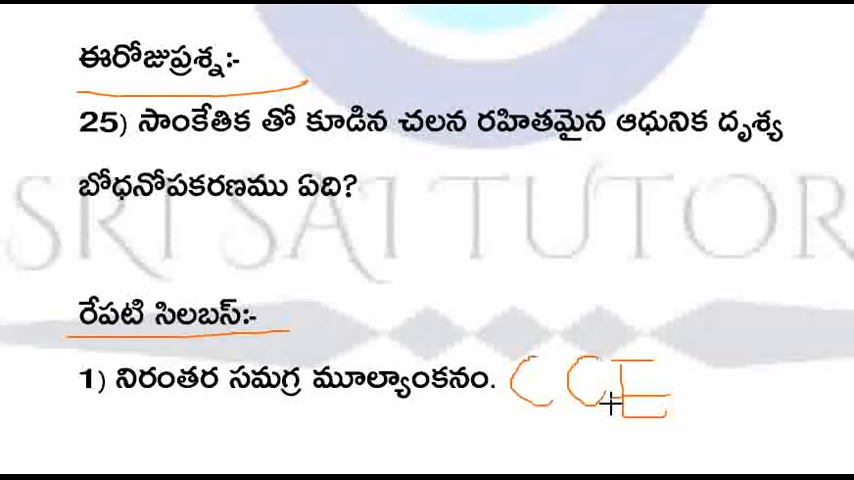 ఈరోజుప్రశ్న:-
25) సాంకేతిక తో కూడిన చలన రహితమైన ఆధునిక దృశ్య
బోధనోపకరణము ఏది?
SRI SAI TUTOR
రేపటి సిలబస్:-
1) నిరంతర సమగ్ర మూల్యాంకనం. CCE